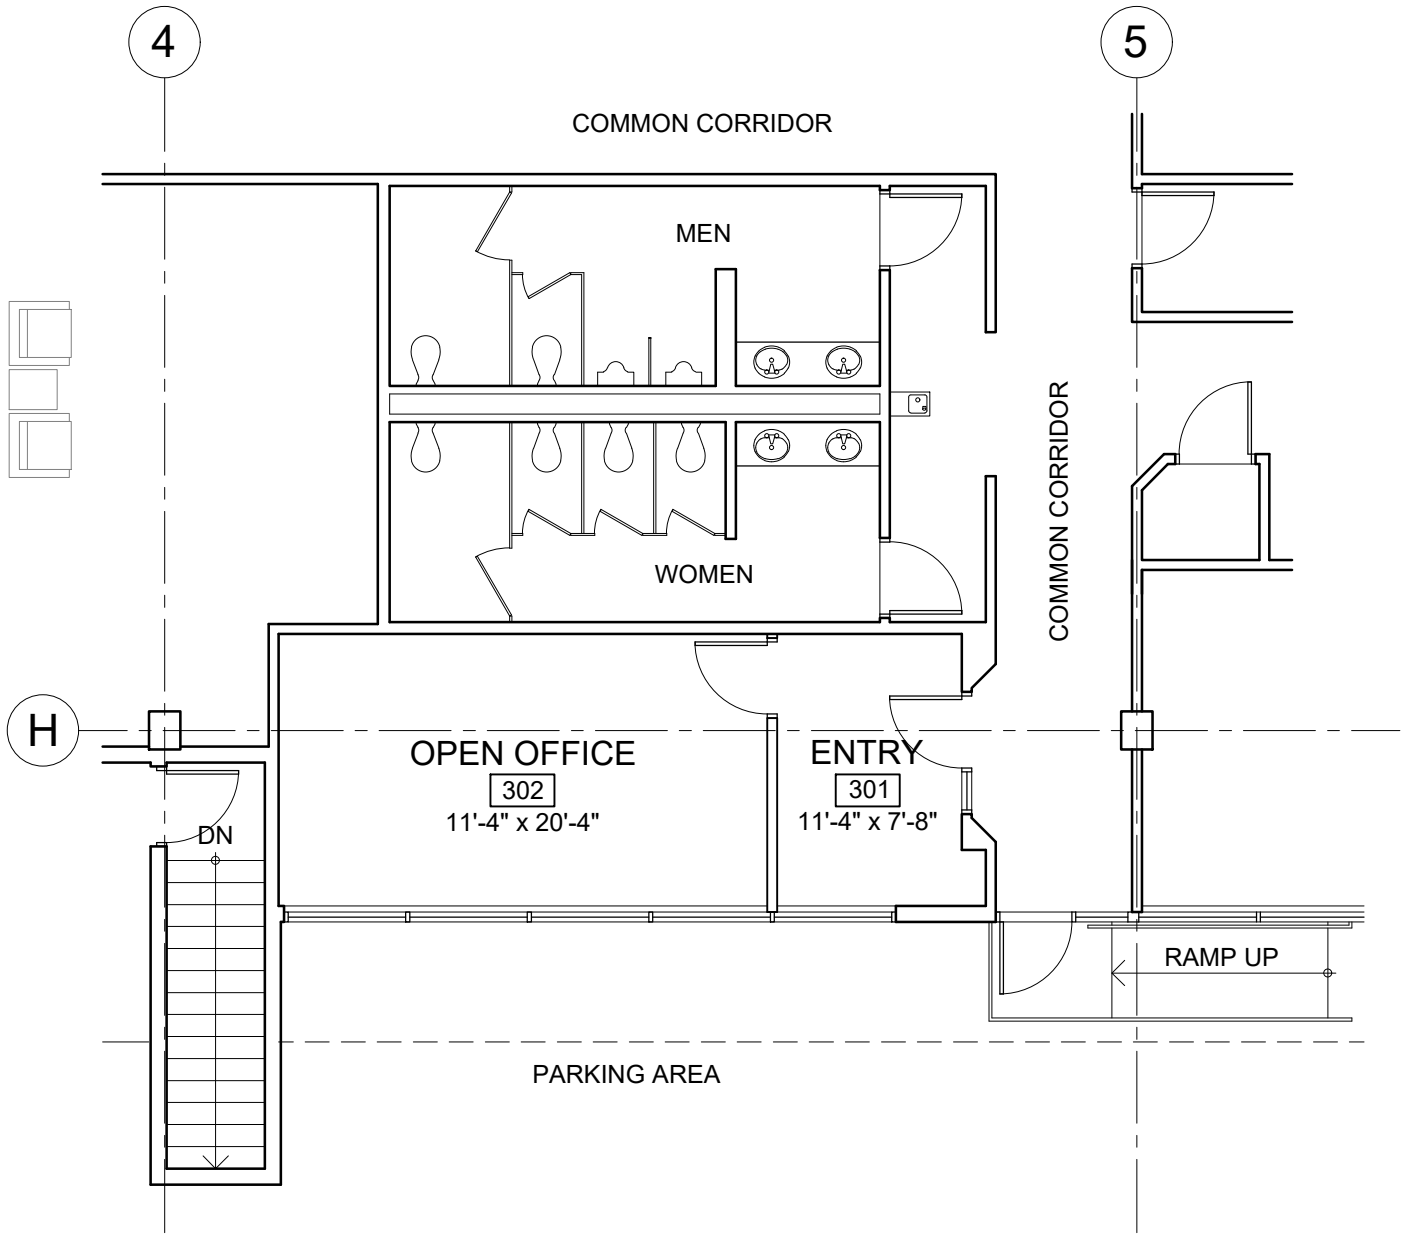 4
5
COMMON CORRIDOR
MEN
COMMON CORRIDOR
WOMEN
H
OPEN OFFICE
302
11'-4" x 20'-4"
ENTRY
301
11'-4" x 7'-8"
DN
RAMP UP
PARKING AREA